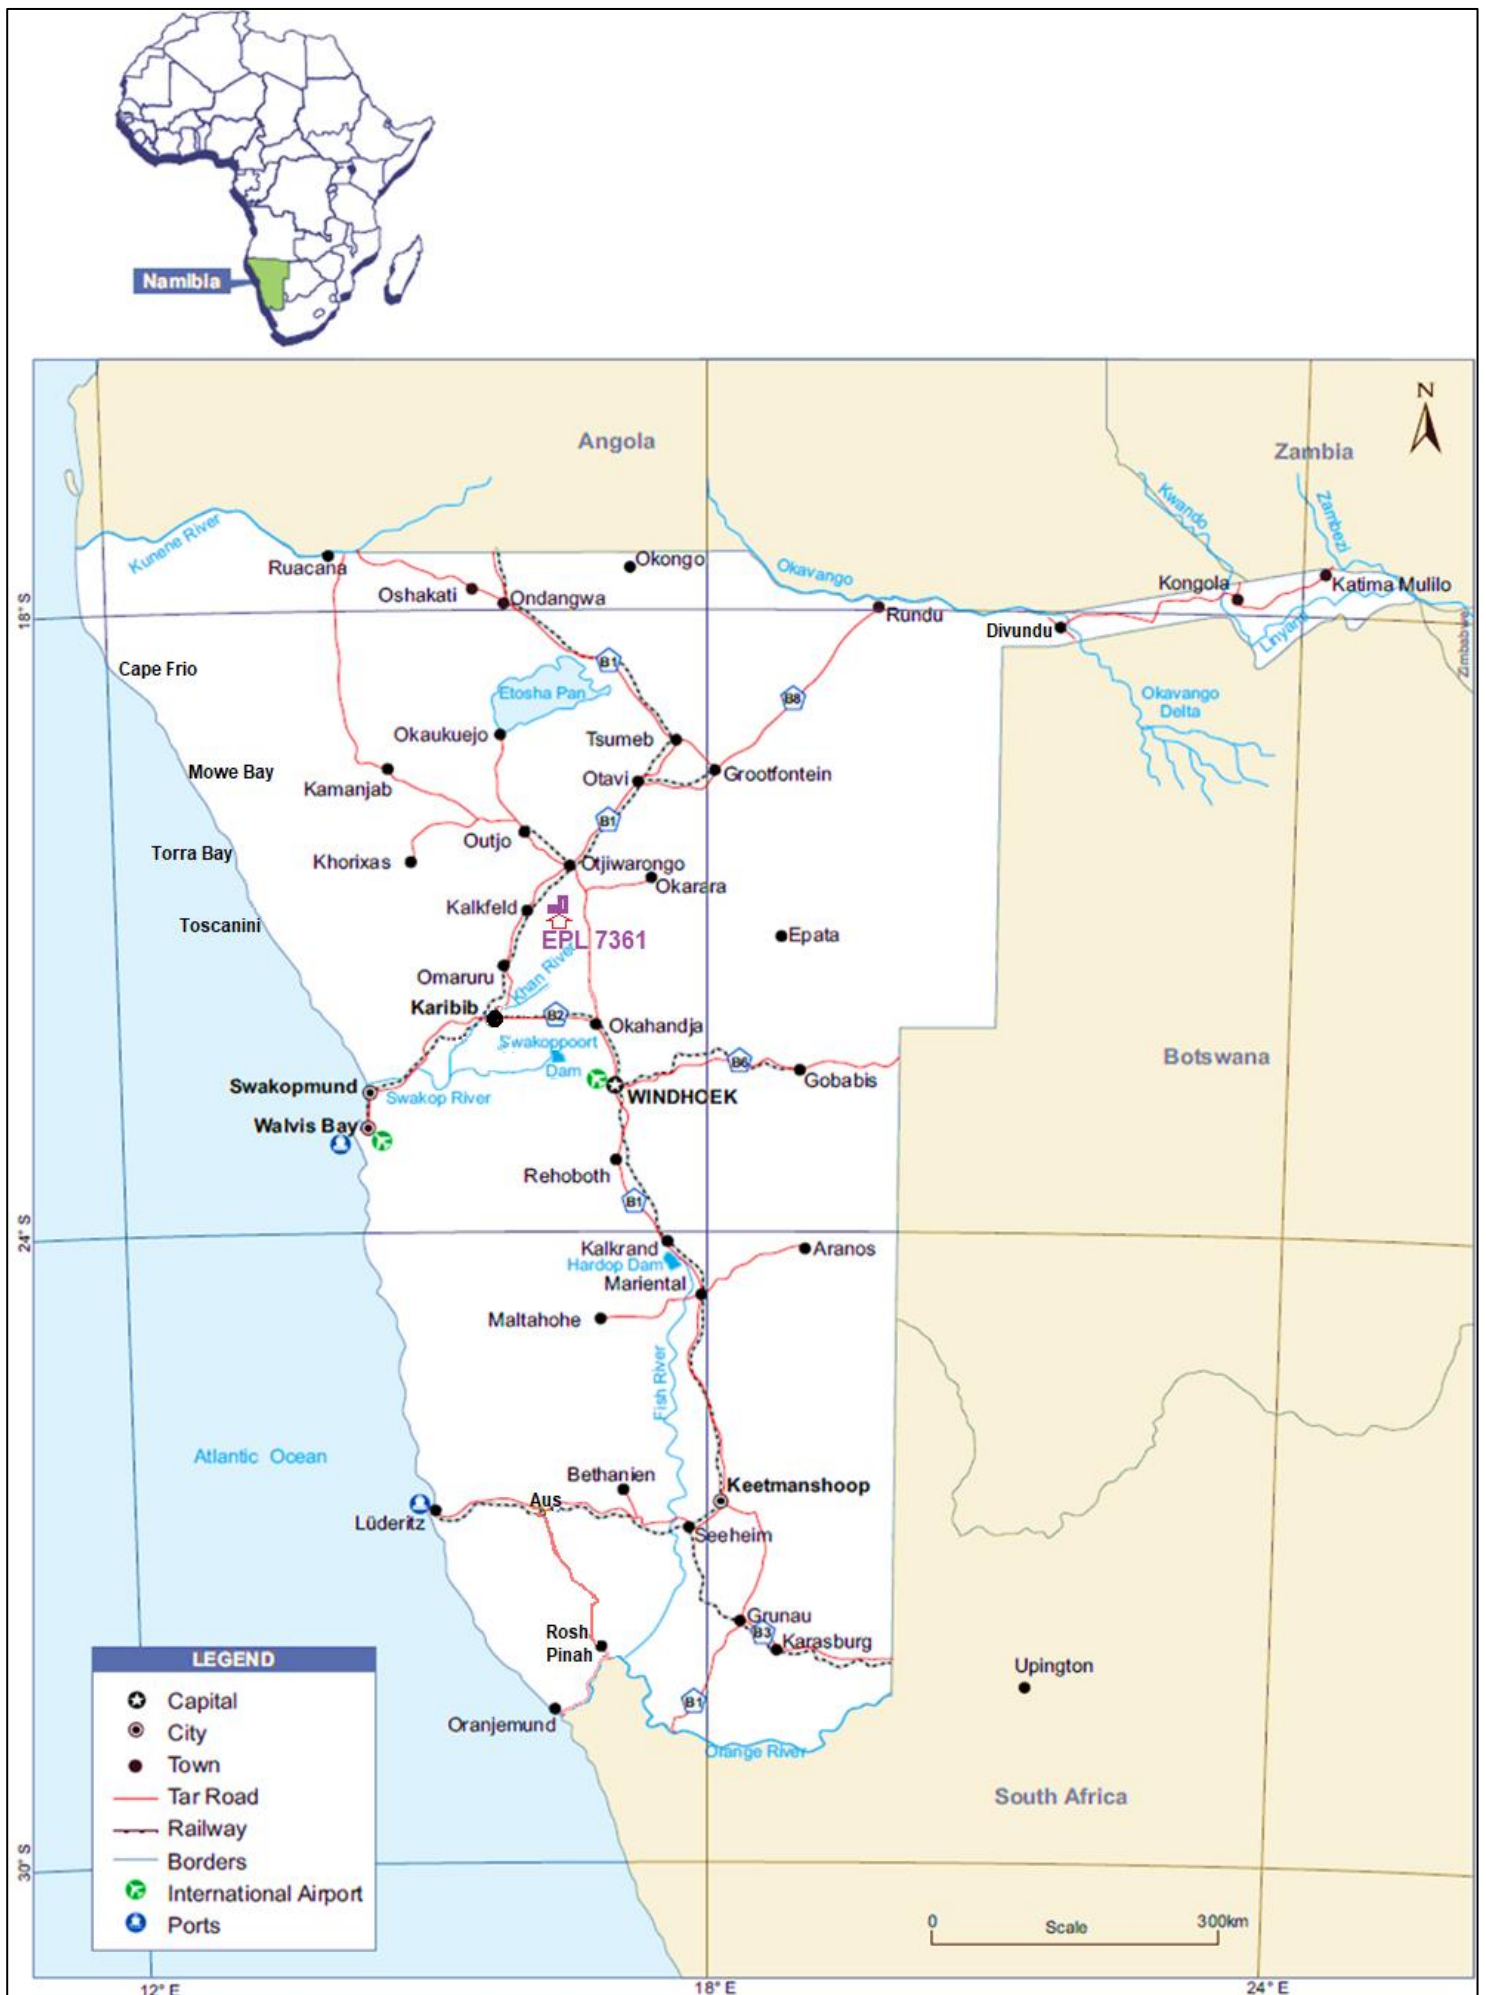 Namibia
N
Angola
Zambia
Kwando
Zambezi
Kunene River
Ruacana
Okongo
Okavango
Oshakati
Ondangwa
Kongola
Katima Mulilo
18° S
Rundu
Divundu
Linyanti
Zimbabwe
Cape Frio
B1
Etosha Pan
B8
Okavango
Delta
Okaukuejo
Tsumeb
Mowe Bay
Kamanjab
Otavi
Grootfontein
B1
Outjo
Torra Bay
Khorixas
Otjiwarongo
Okarara
Kalkfeld
Toscanini
EPL 7361
Epata
Omaruru
Khan River
Karibib
B2
Okahandja
Swakoppoort
Dam
B6
Botswana
Gobabis
Swakopmund
Swakop River
WINDHOEK
Walvis Bay
Rehoboth
B1
24° S
Kalkrand
Aranos
Hardop Dam
Mariental
Maltahohe
Fish River
Atlantic Ocean
Bethanien
Keetmanshoop
Aus
Lüderitz
Seeheim
Grunau
Rosh
Pinah
B3
Karasburg
Upington
B1
Oranjemund
Orange River
South Africa
LEGEND
Capital
City
Town
Tar Road
Railway
Borders
International Airport
Ports
30° S
0
Scale
300km
12° E
18° E
24° E